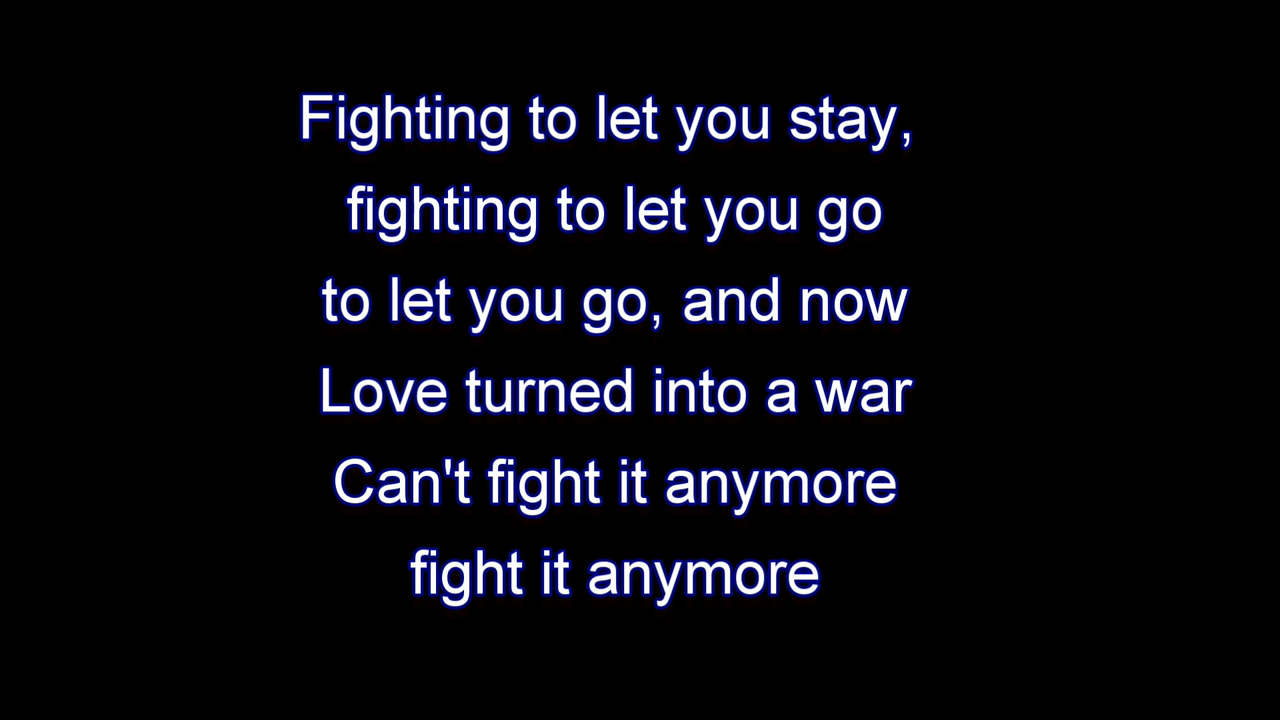 Fighting to let you stay,
fighting to let you go
to let you go, and now
Love turned into a war
Can't fight it anymore
fight it anymore